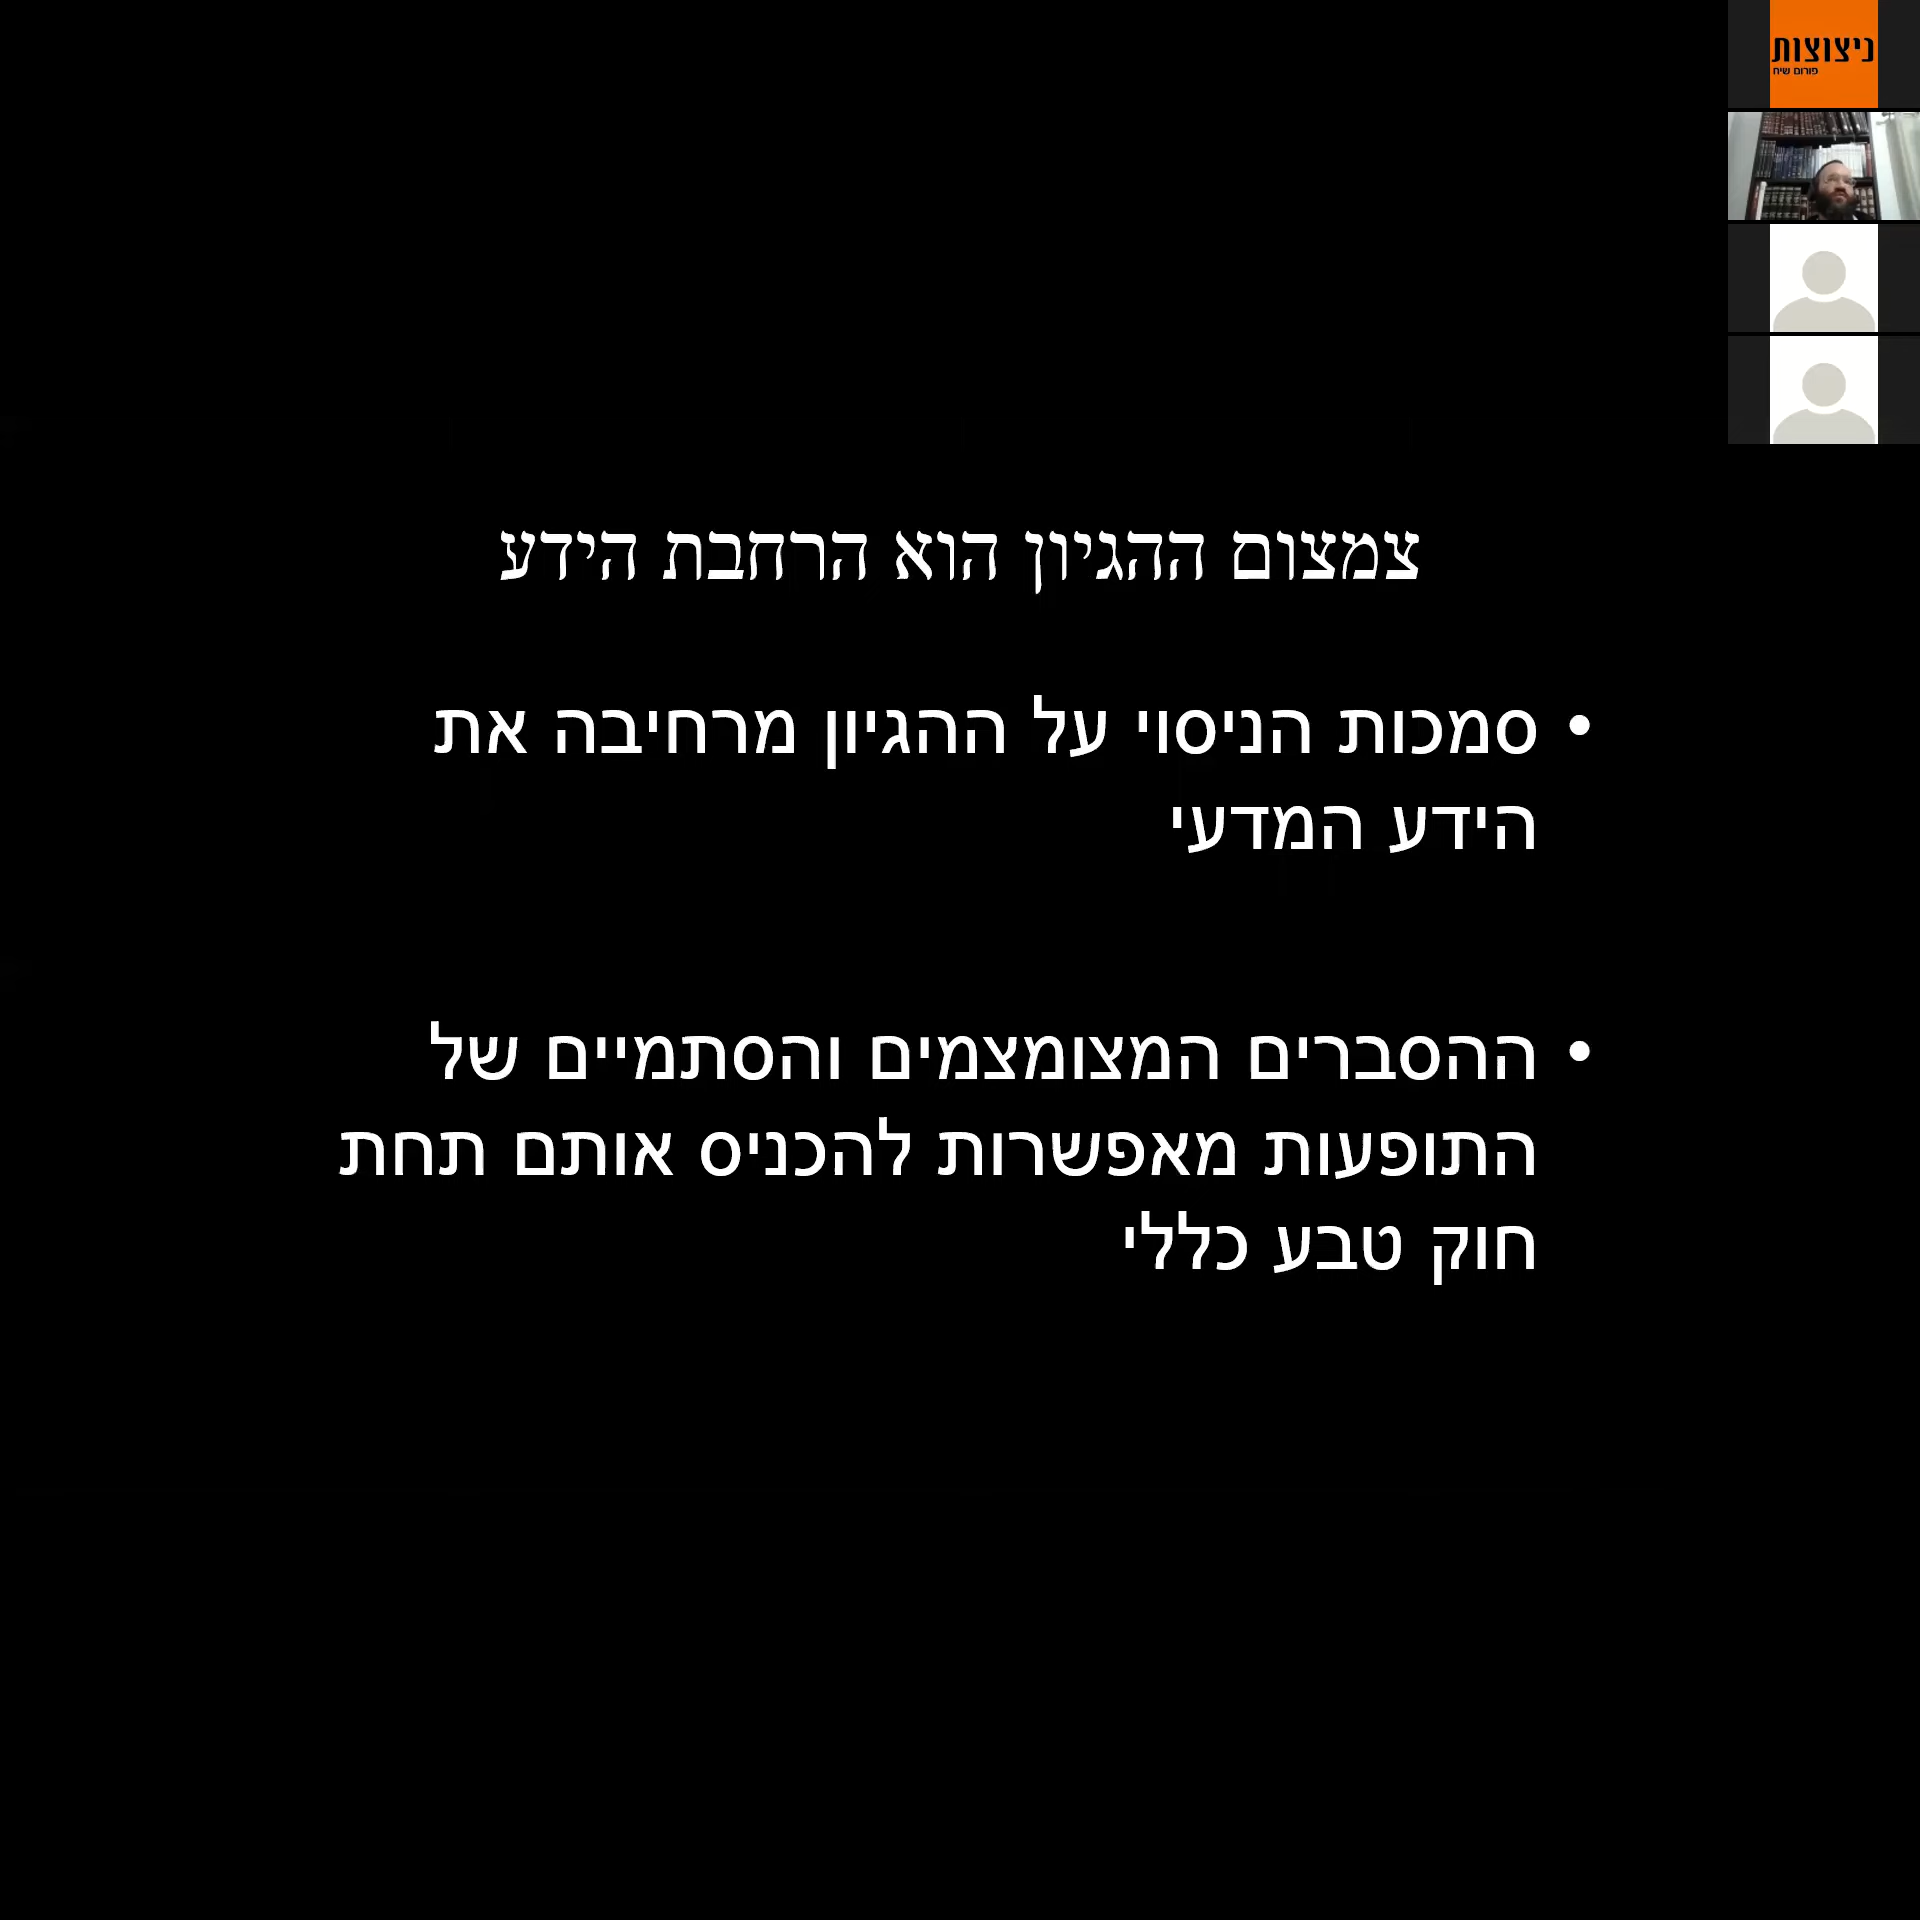 ניצוצות
פורום שיח
צמצום ההגיון הוא הרחבת הידע
• סמכות הניסוי על ההגיון מרחיבה את
הידע המדעי
• ההסברים המצומצמים והסתמיים של
התופעות מאפשרות להכניס אותם תחת
חוק טבע כללי